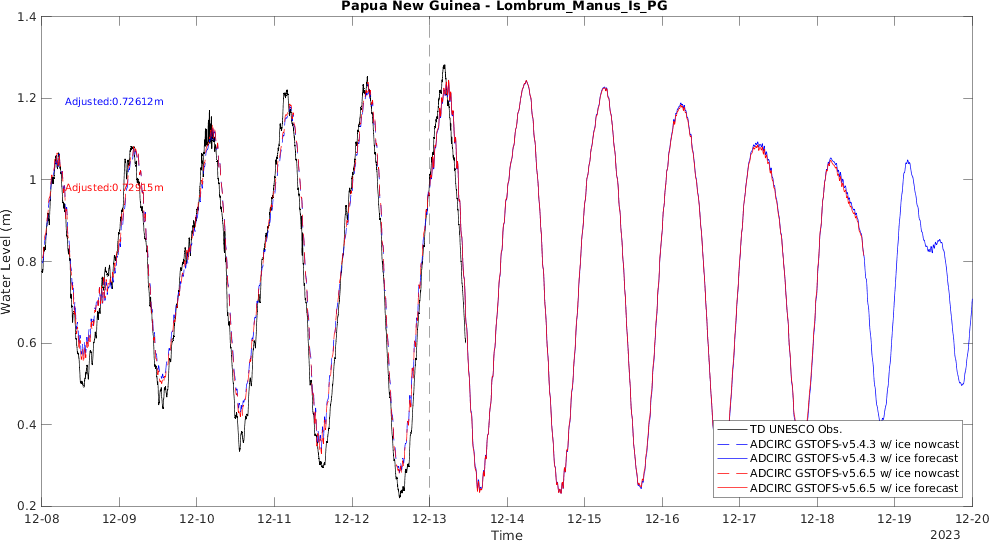 Papua New Guinea - Lombrum_Manus_Is_PG
1.4
1.2
1
0.8
0.6
0.4
0.2
Water Level (m)
Adjusted:0.72612m
Adjusted:0.72915m
TD UNESCO Obs.
ADCIRC GSTOFS-v5.4.3 w/ ice nowcast
ADCIRC GSTOFS-v5.4.3 w/ ice forecast
ADCIRC GSTOFS-v5.6.5 w/ ice nowcast
ADCIRC GSTOFS-v5.6.5 w/ ice forecast
12-08 12-09 12-10 12-11 12-12 12-13 12-14 12-15 12-16 12-17 12-18 12-19 12-20
Time
2023